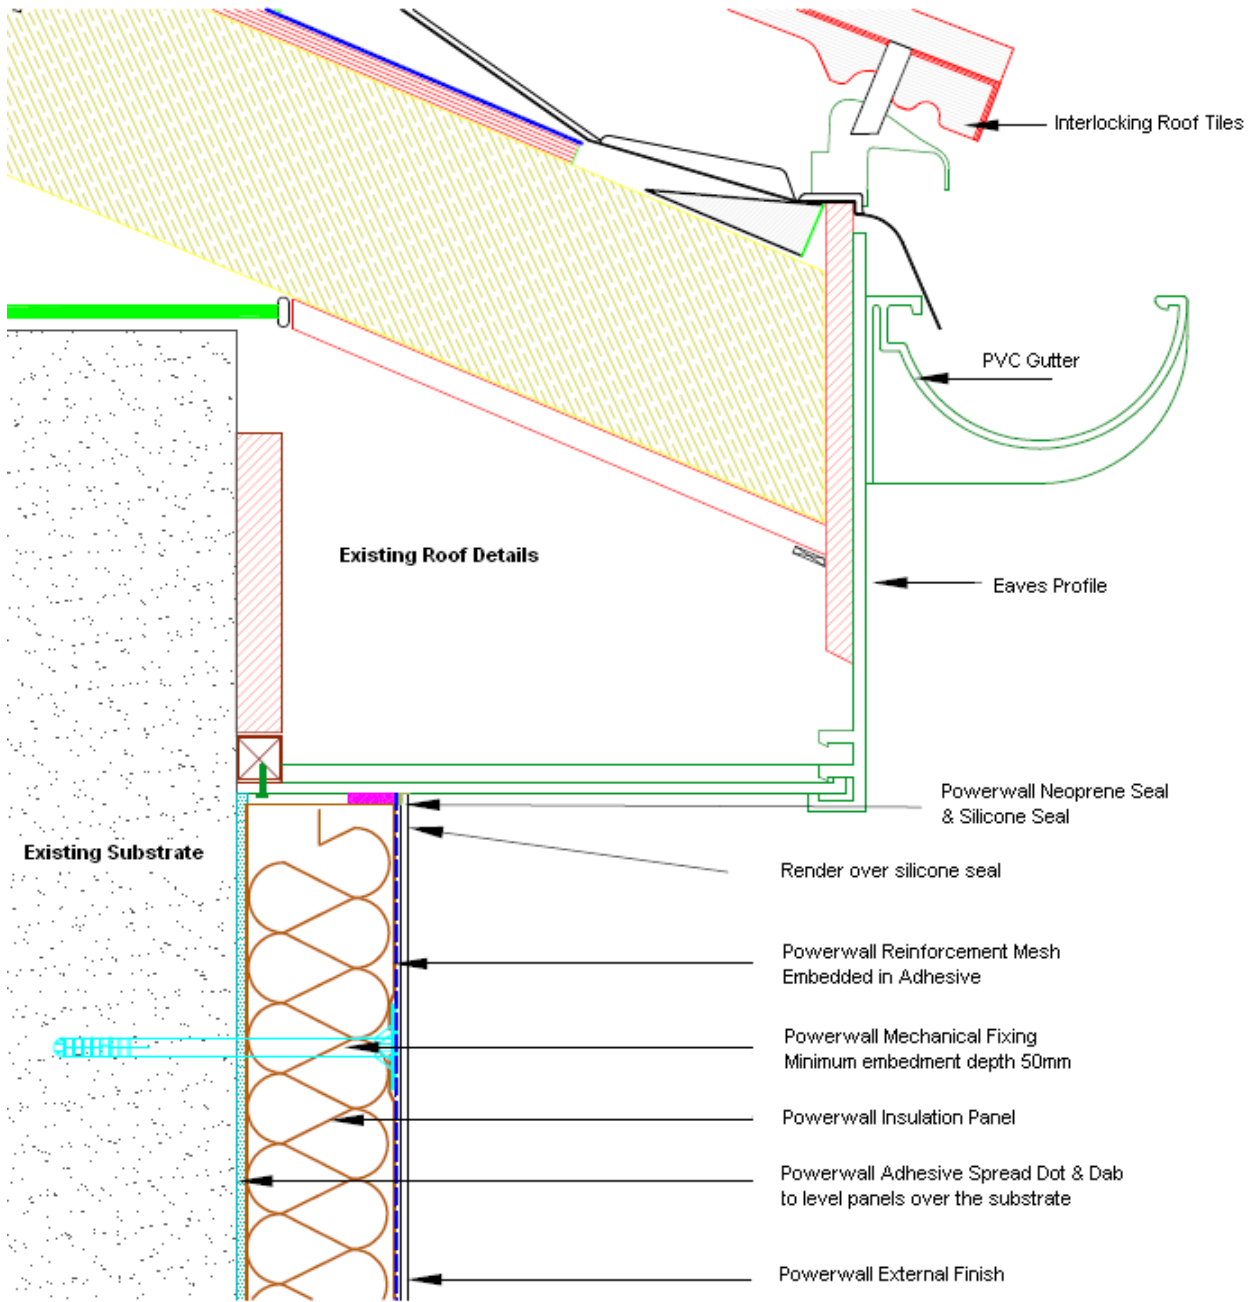 Interlocking Roof Tiles
PVC Gutter
Existing Roof Details
Eaves Profile
Powerwall Neoprene Seal
& Silicone Seal
Existing Substrate
Render over silicone seal
Powerwall Reinforcement Mesh
Embedded in Adhesive
Powerwall Mechanical Fixing
Minimum embedment depth 50mm
Powerwall Insulation Panel
Powerwall Adhesive Spread Dot & Dab
to level panels over the substrate
Powerwall External Finish